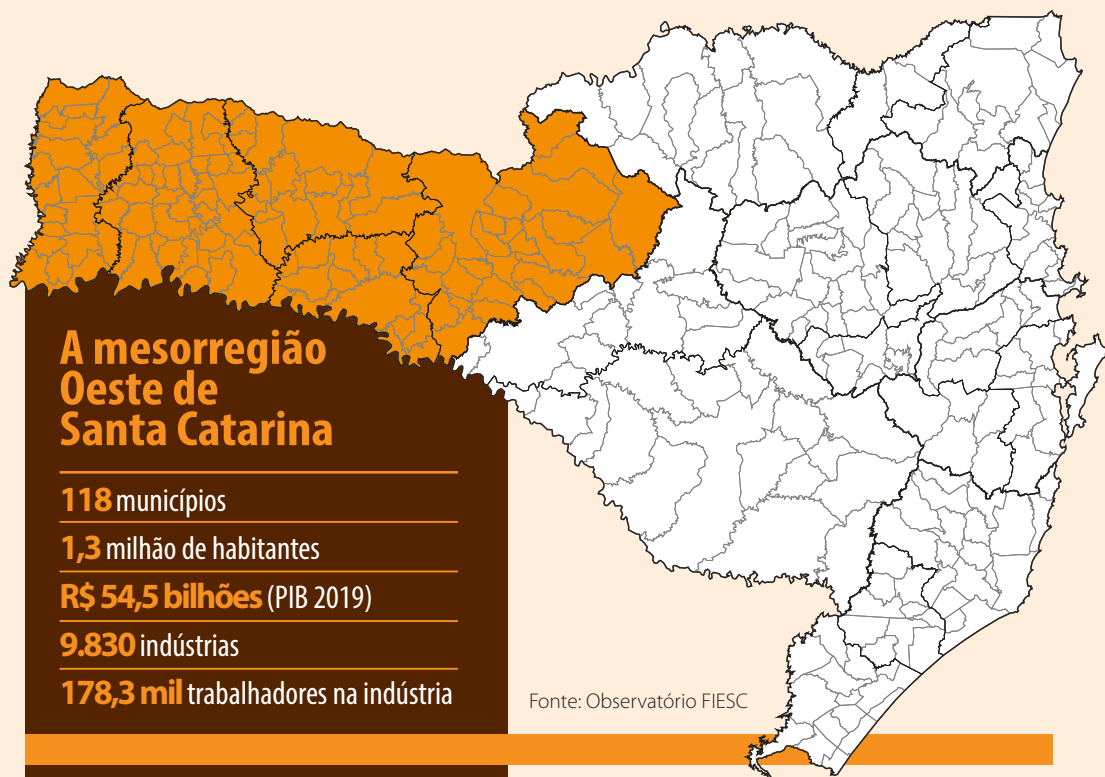 A mesorregião
Oeste de
Santa Catarina
118 municípios
1,3 milhão de habitantes
R$ 54,5 bilhões (PIB 2019)
9.830 indústrias
178,3 mil trabalhadores na indústria
Fonte: Observatório FIESC